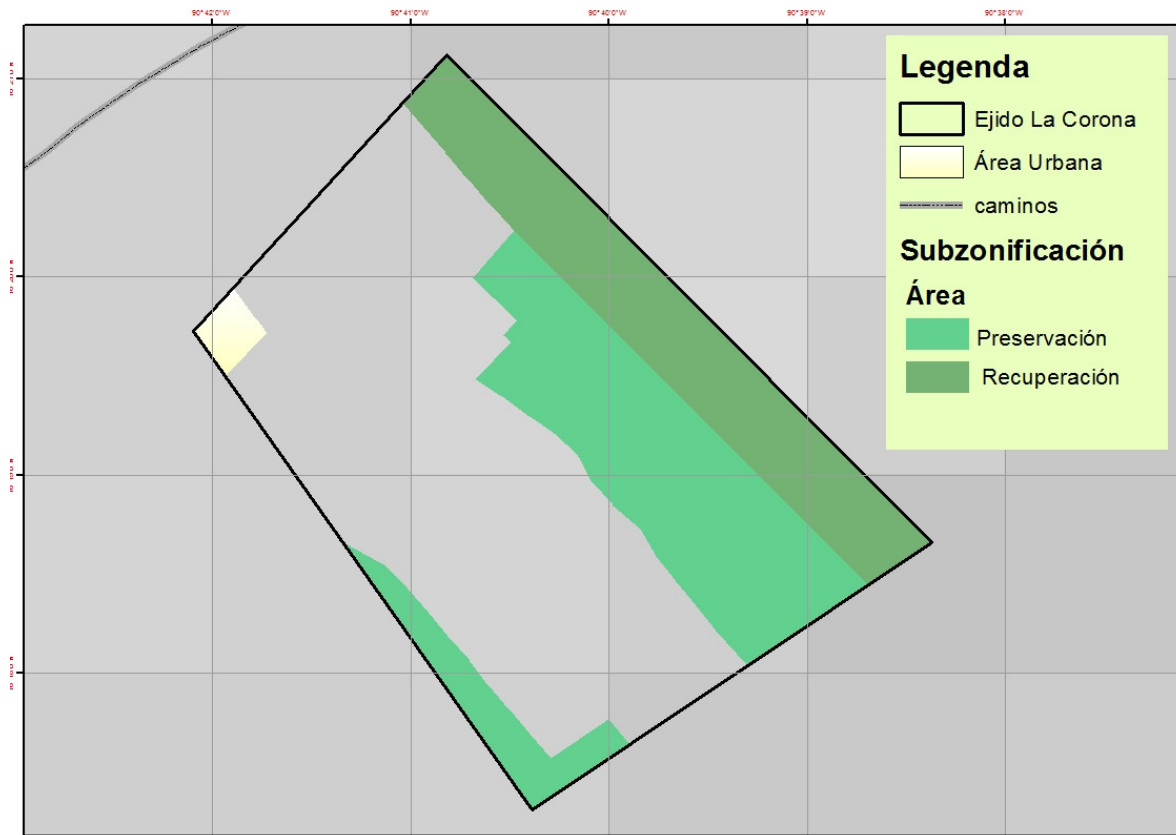 90°42'0"W
90°41'0"W
90°40'0"W
90°39'0"W
90°38'0"W
Legenda
Ejido La Corona
Área Urbana
caminos
Subzonificación
Área
Preservación
Recuperación